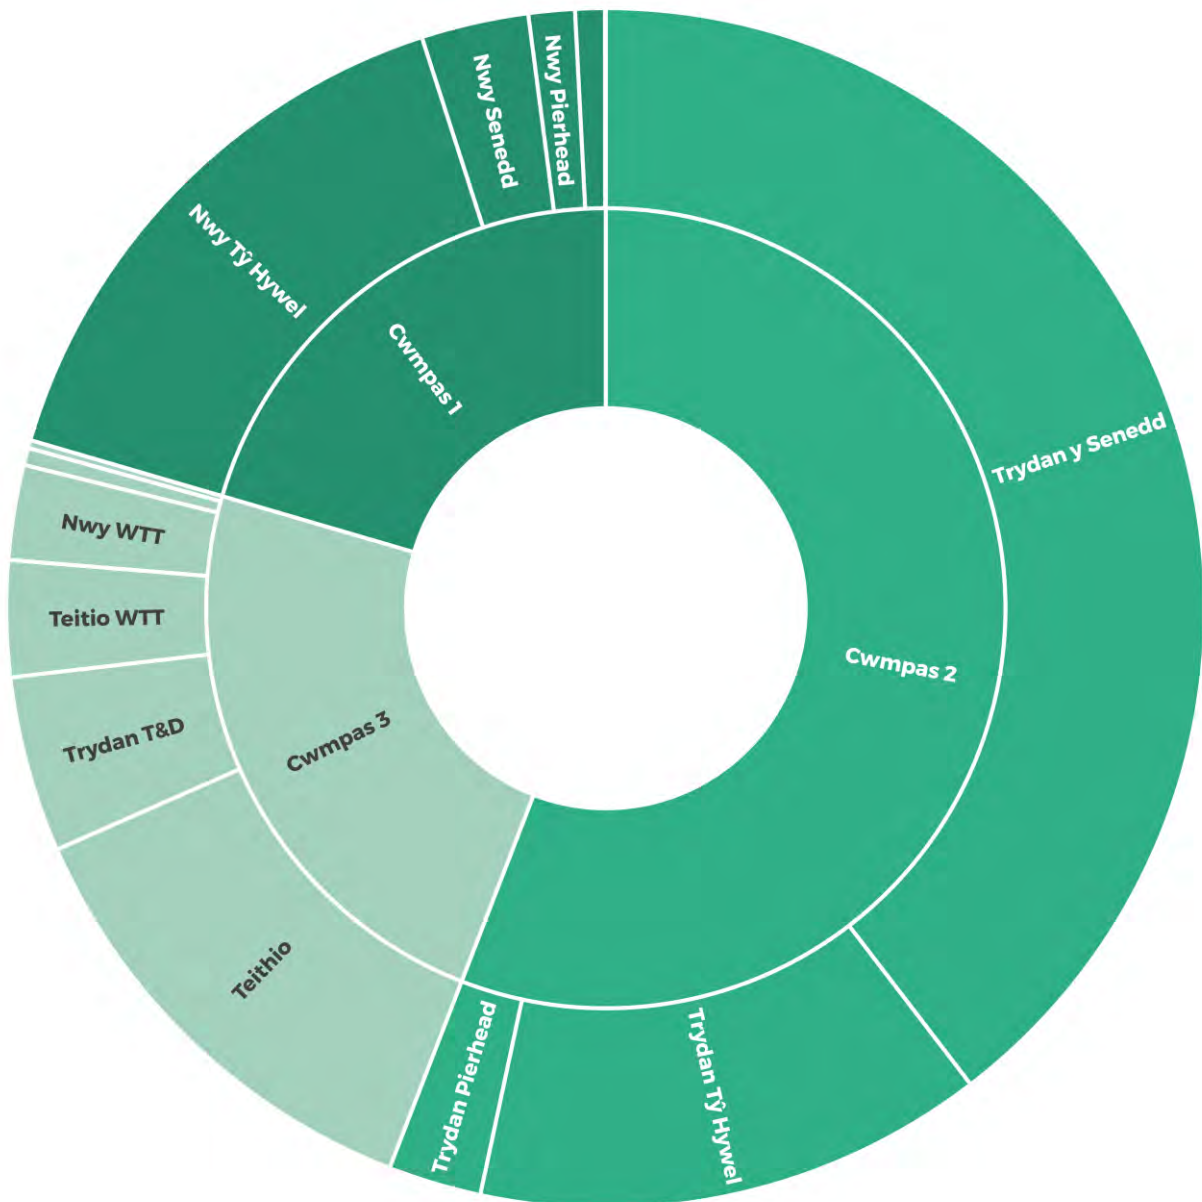 Nwy Pierhead
Nwy Senedd
Nwy Tŷ Hywel
Cwmpas 1
Trydan y Senedd
Cwmpas 2
Nwy WTT
Teitio WTT
Trydan T&D
Cwmpas 3
Teithio
Trydan Pierhead
Trydan Tŷ Hywel